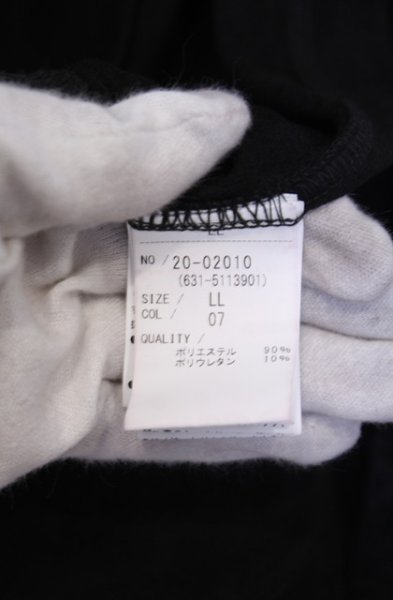 LL
NO / 20-02010
(631-5113901)
SIZE / LL
COL / 07
QUALITY /
ポリエステル 90%
ポリウレタン 10%